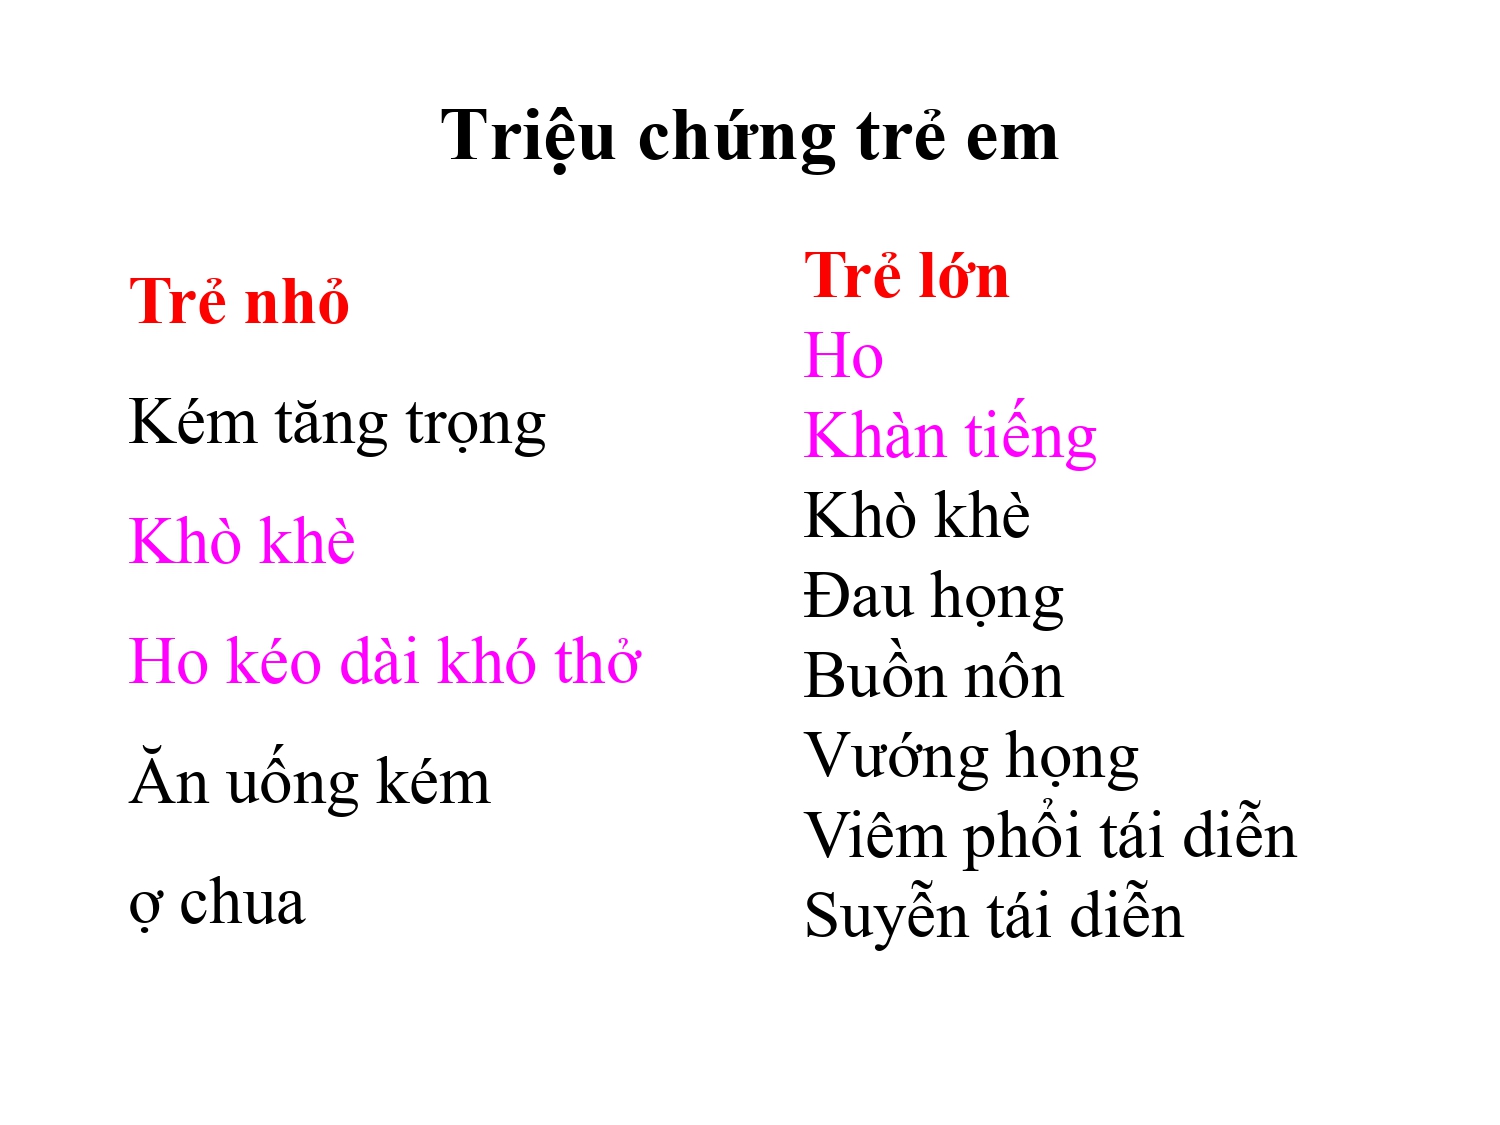 Triệu chứng trẻ em
Trẻ nhỏ
Kém tăng trọng
Khò khè
Ho kéo dài khó thở
Ăn uống kém
ợ chua
Trẻ lớn
Ho
Khàn tiếng
Khò khè
Đau họng
Buồn nôn
Vướng họng
Viêm phổi tái diễn
Suyễn tái diễn